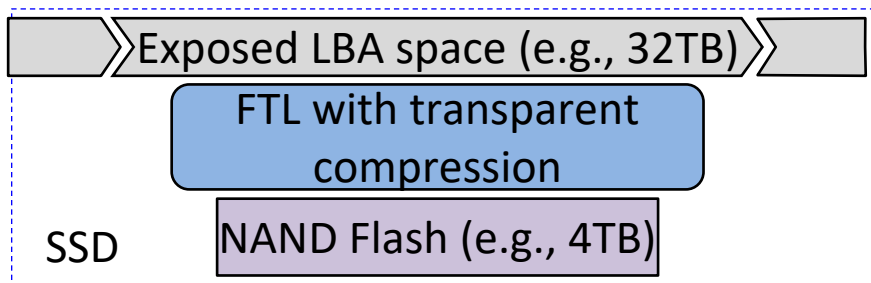 Exposed LBA space (e.g., 32TB)
FTL with transparent
compression
NAND Flash (e.g., 4TB)
SSD